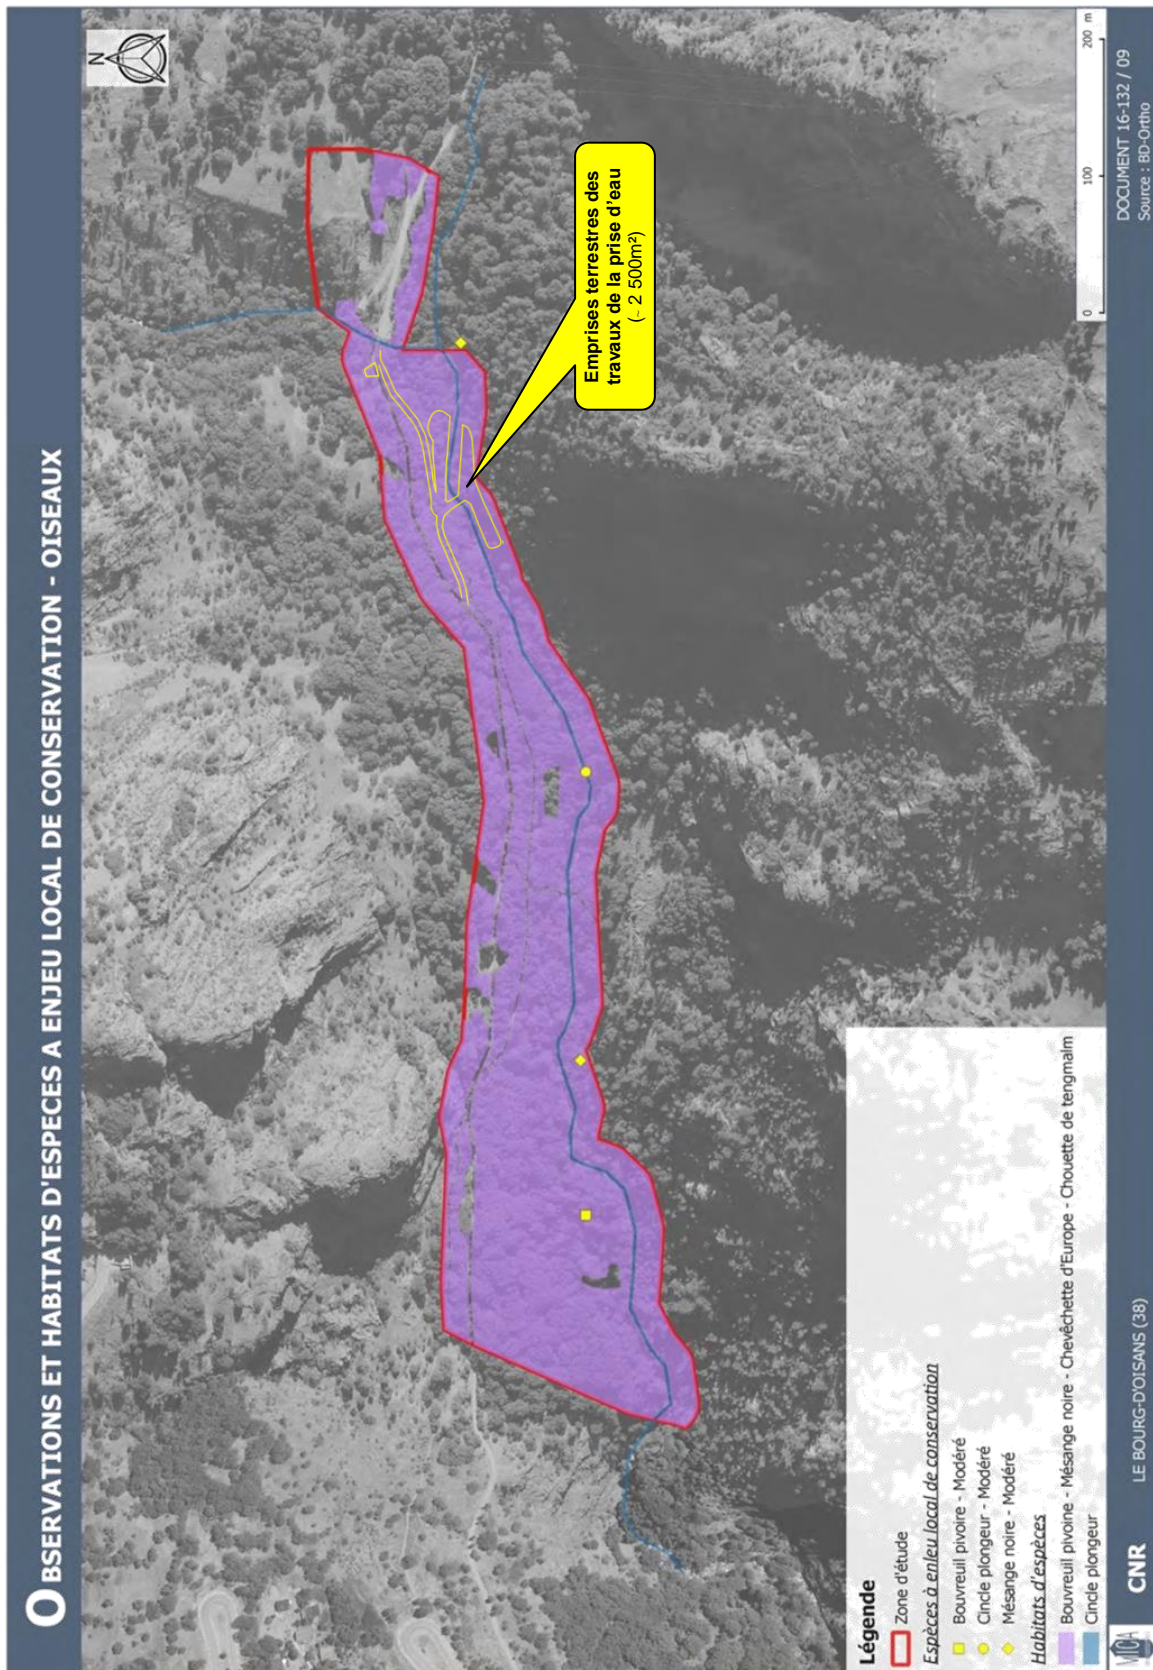 OBSERVATIONS ET HABITATS D'ESPECES A ENJEU LOCAL DE CONSERVATION - OISEAUX
N
Emprises terrestres des
travaux de la prise d'eau
(~ 2 500m²)
Légende
Zone d'étude
Espèces à enleu local de conservation
Bouvreuil pivoire - Modéré
Cincle plongeur - Modéré
Mésange noire - Modéré
Habitats d'espèces
Bouvreuil pivoine - Mésange noire - Chevêchette d'Europe - Chouette de tengmalm
Cincle plongeur
0 100 200 m
CNR
LE BOURG-D'OISANS (38)
DOCUMENT 16-132 / 09
Source : BD-Ortho